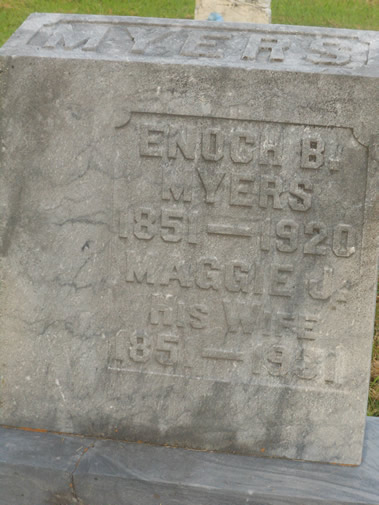 MYERS
ENOCH B.
MYERS
1851 — 1920
MAGGIE J.
HIS WIFE